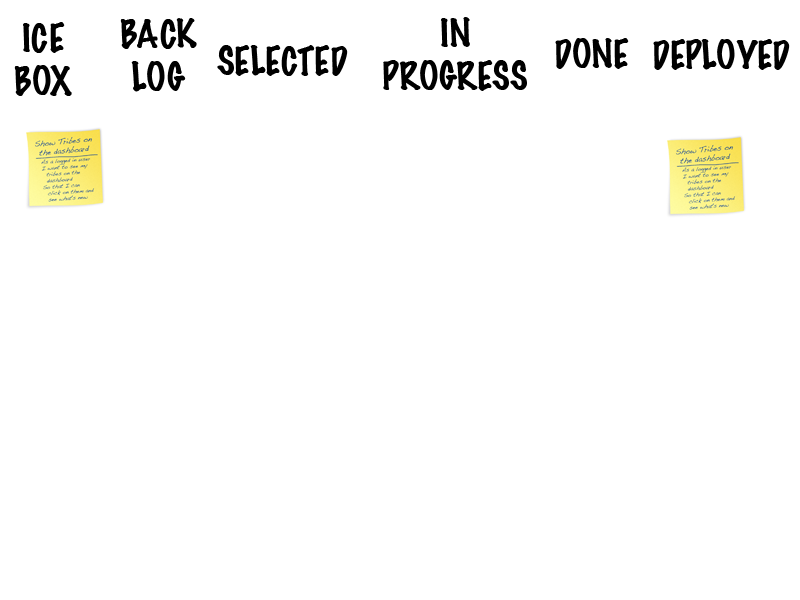 ICE
BOX
BACK
LOG
SELECTED
IN
PROGRESS
DONE
DEPLOYED
Show Tribes on
the dashboard
As a logged in user
I want to see my
tribes on the
dashboard
So that I can
click on them and
see what's new
Show Tribes on
the dashboard
As a logged in user
I want to see my
tribes on the
dashboard
So that I can
click on them and
see what's new